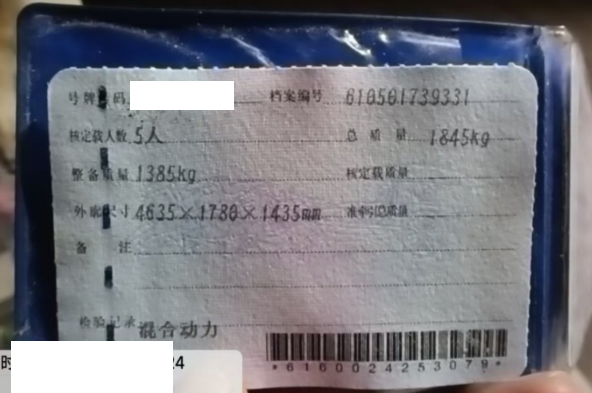 号牌号码 档案编号 610501739331
核定载人数 5人 总质量 1845kg
整备质量 1385kg 核定载质量
外廓尺寸 4635×1780×1435mm 准牵引总质量
备注
检验记录 混合动力
*6160024253079*
时 24